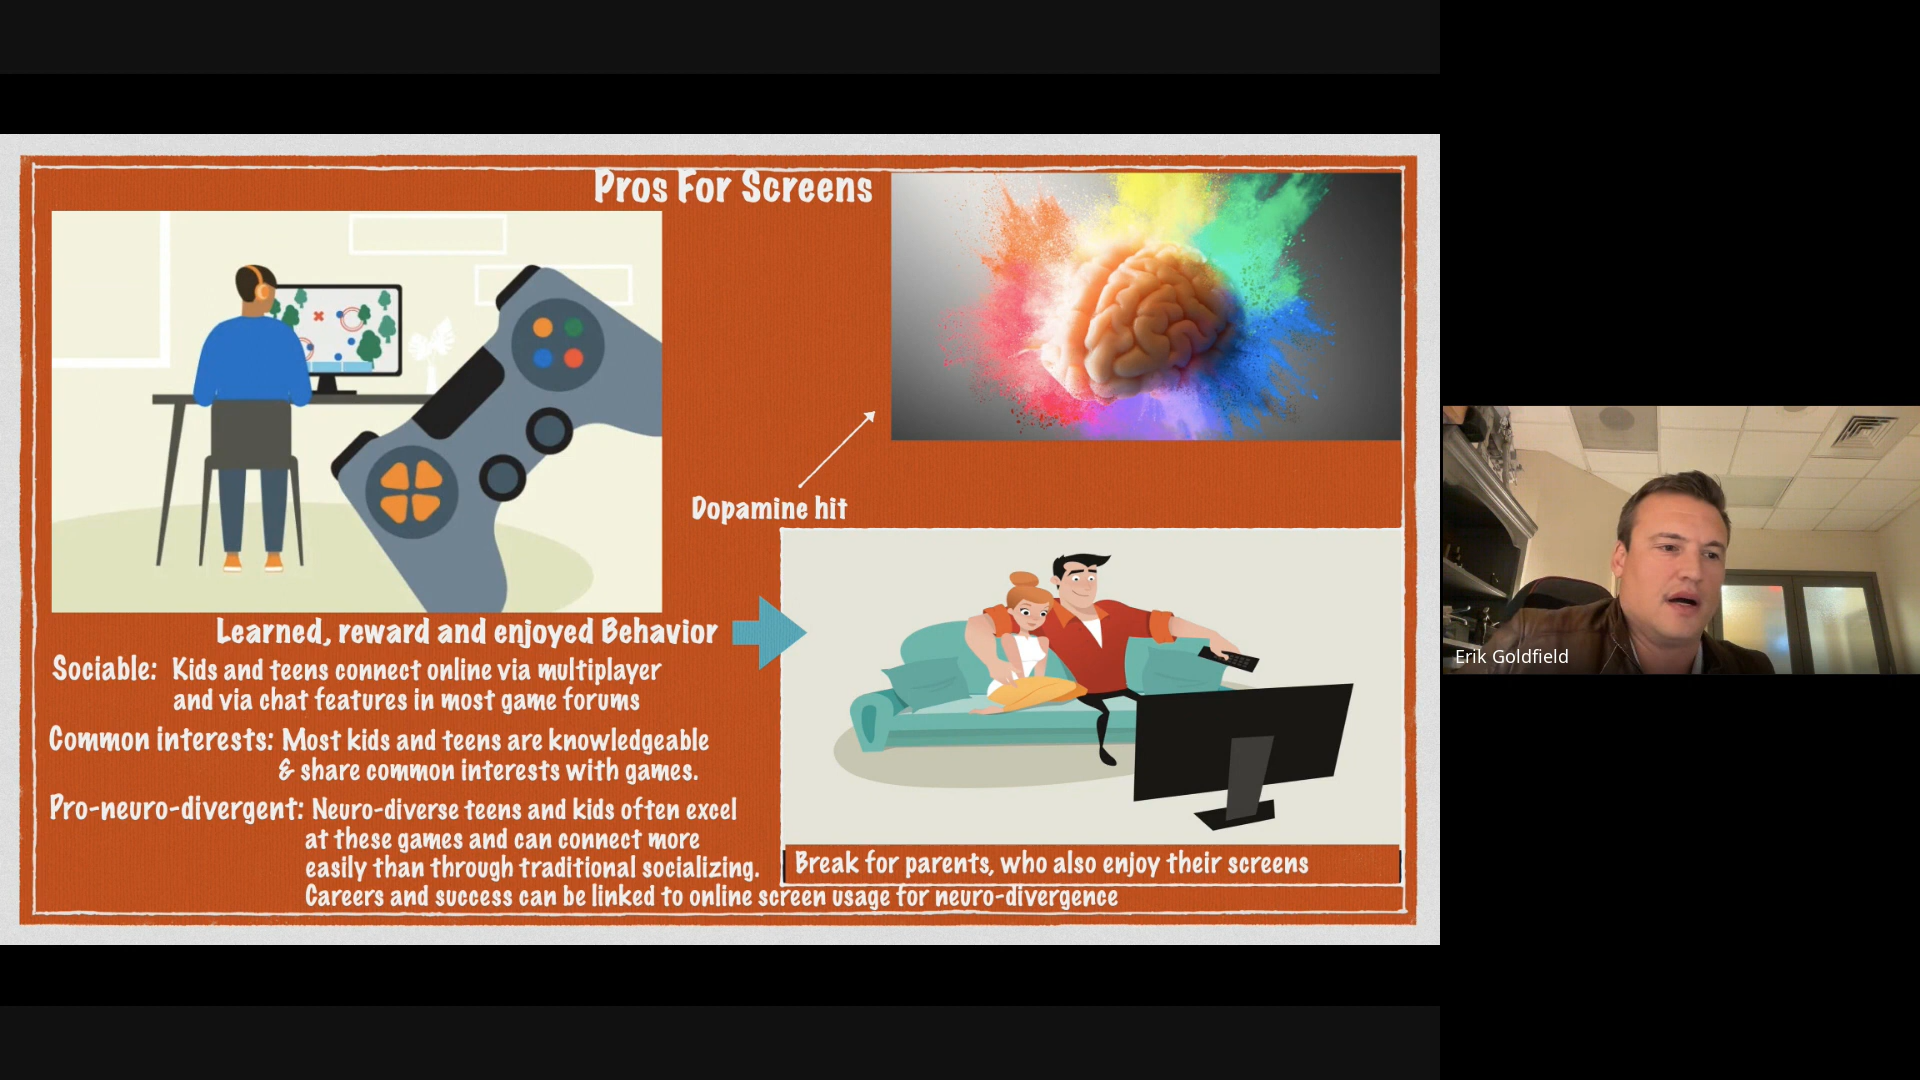 Pros For Screens
Dopamine hit
Learned, reward and enjoyed Behavior
Sociable: Kids and teens connect online via multiplayer
and via chat features in most game forums
Common interests: Most kids and teens are knowledgeable
& share common interests with games.
Pro-neuro-divergent: Neuro-diverse teens and kids often excel
at these games and can connect more
easily than through traditional socializing.
Careers and success can be linked to online screen usage for neuro-divergence
Break for parents, who also enjoy their screens
Erik Goldfield